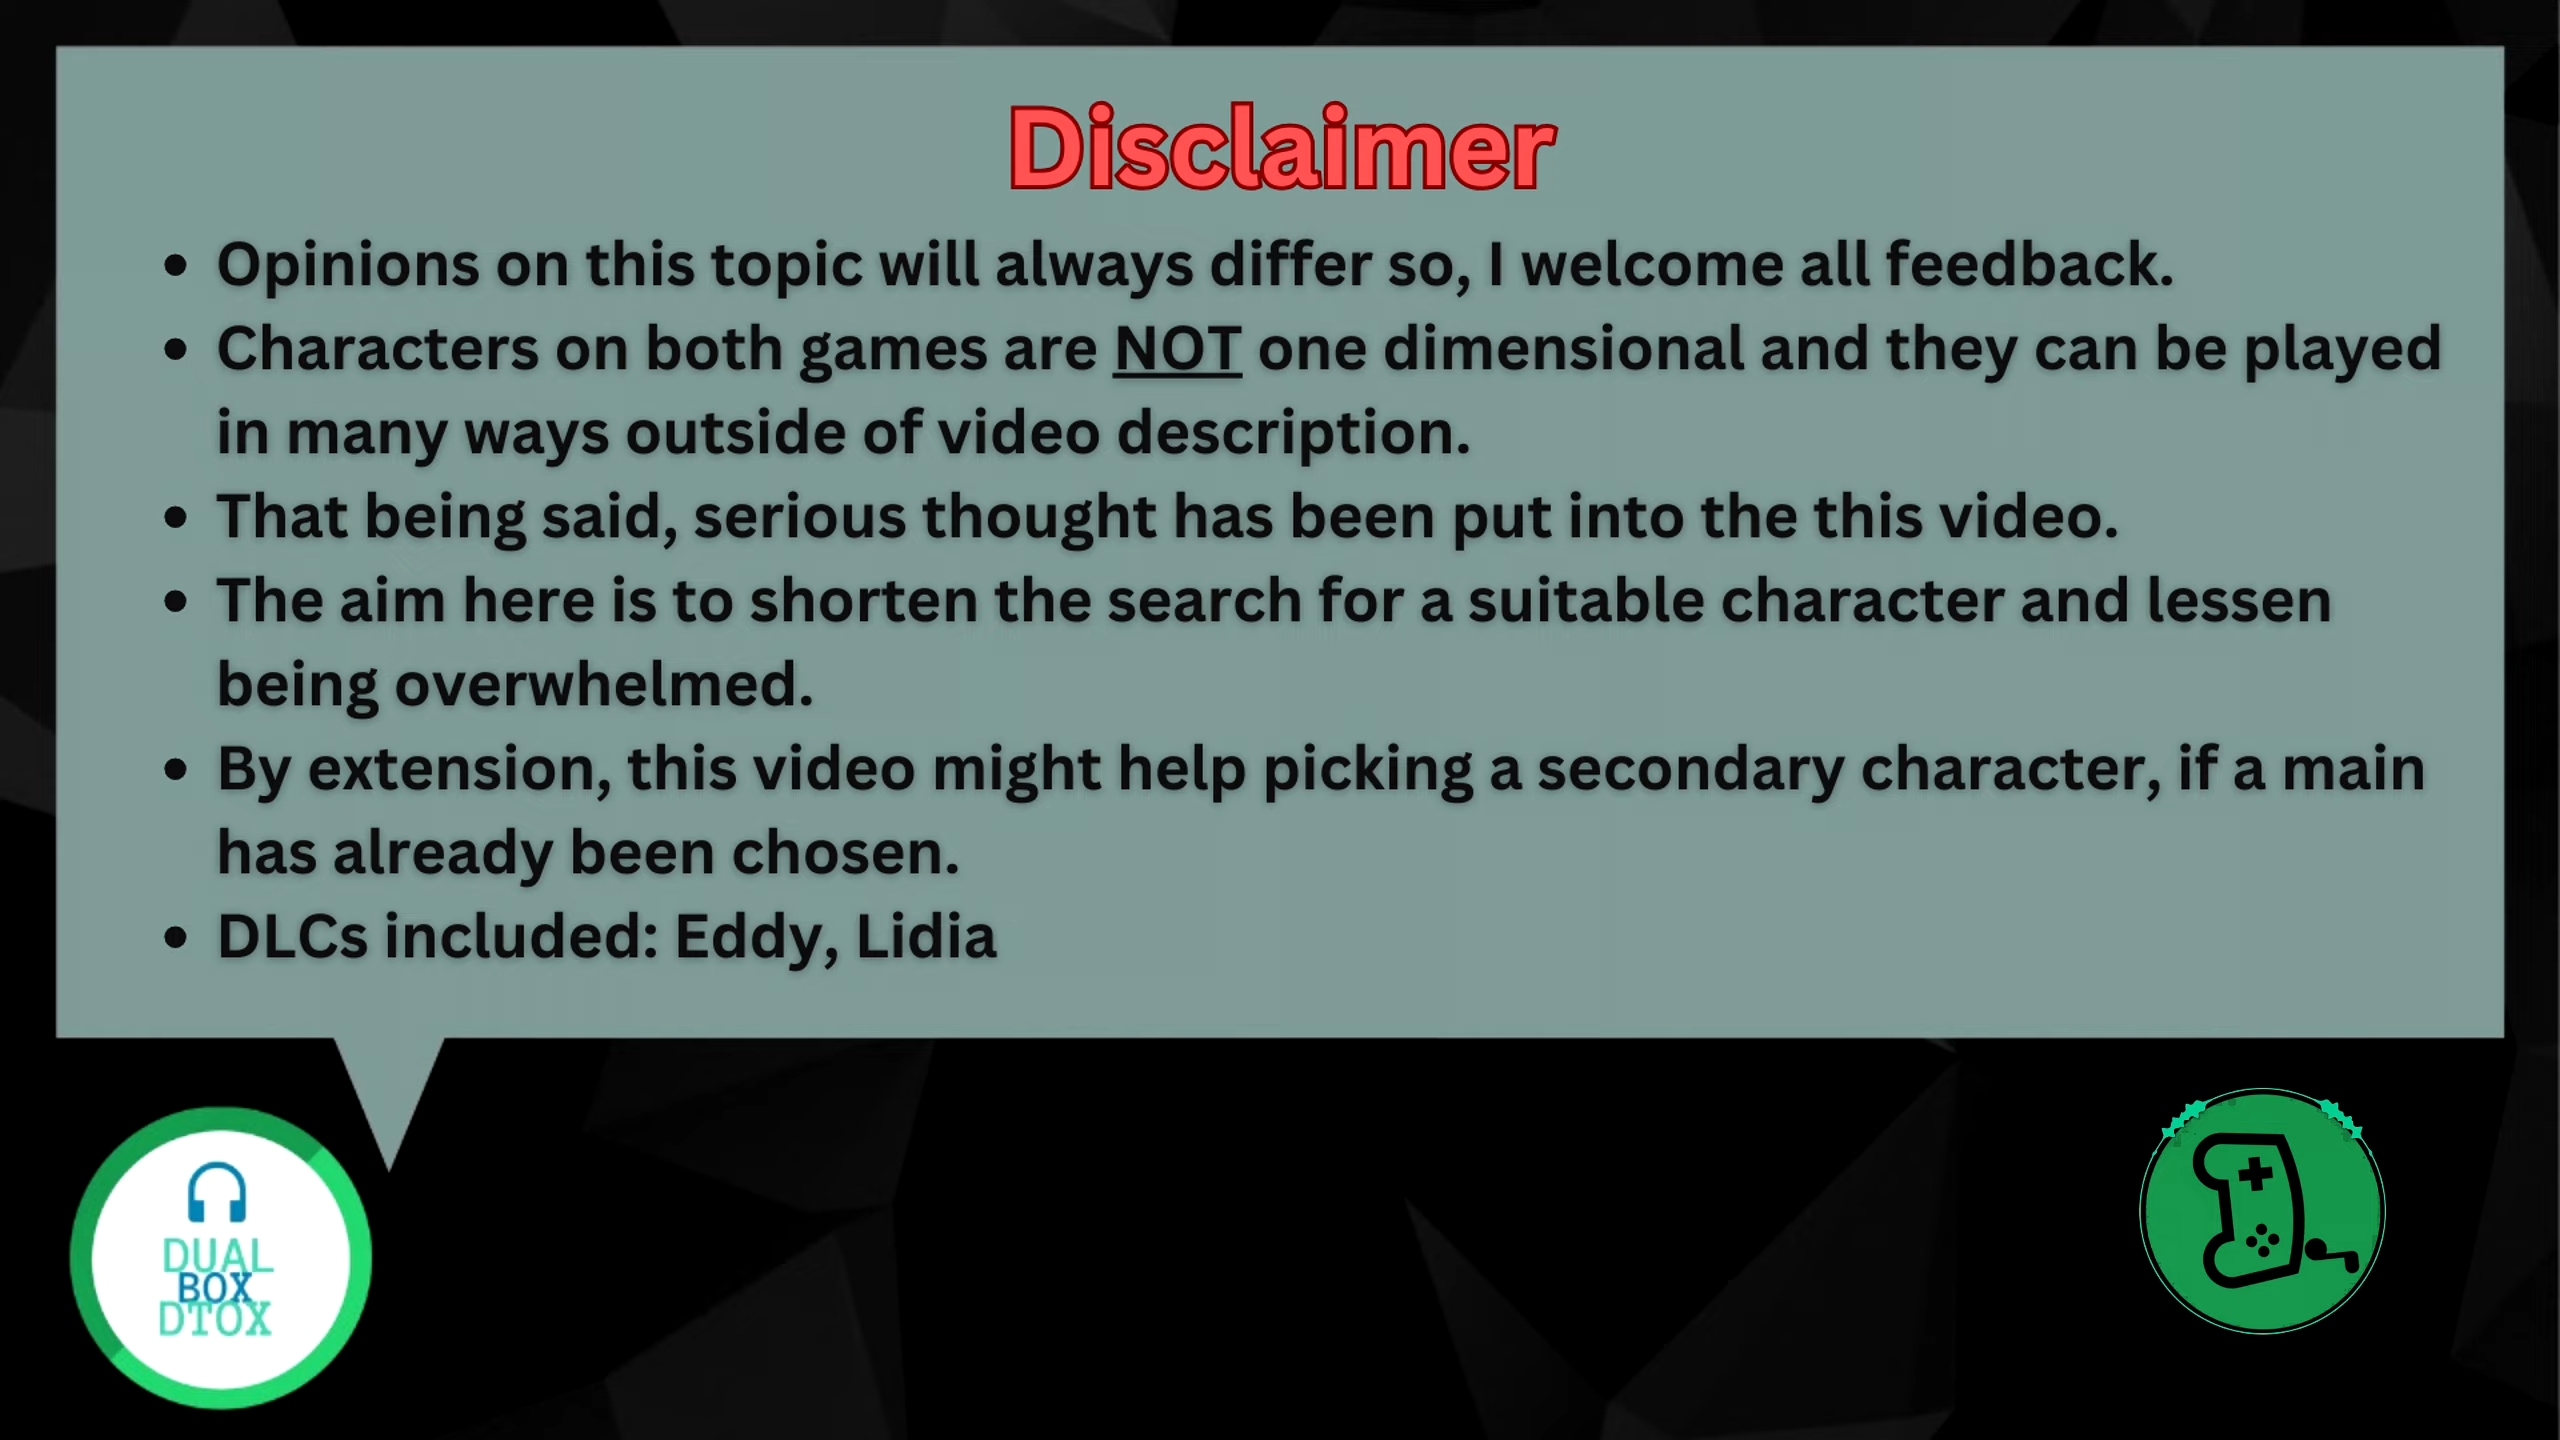 Disclaimer
• Opinions on this topic will always differ so, I welcome all feedback.
• Characters on both games are NOT one dimensional and they can be played
in many ways outside of video description.
• That being said, serious thought has been put into the this video.
• The aim here is to shorten the search for a suitable character and lessen
being overwhelmed.
• By extension, this video might help picking a secondary character, if a main
has already been chosen.
• DLCs included: Eddy, Lidia
DUAL
BOX
DTOX